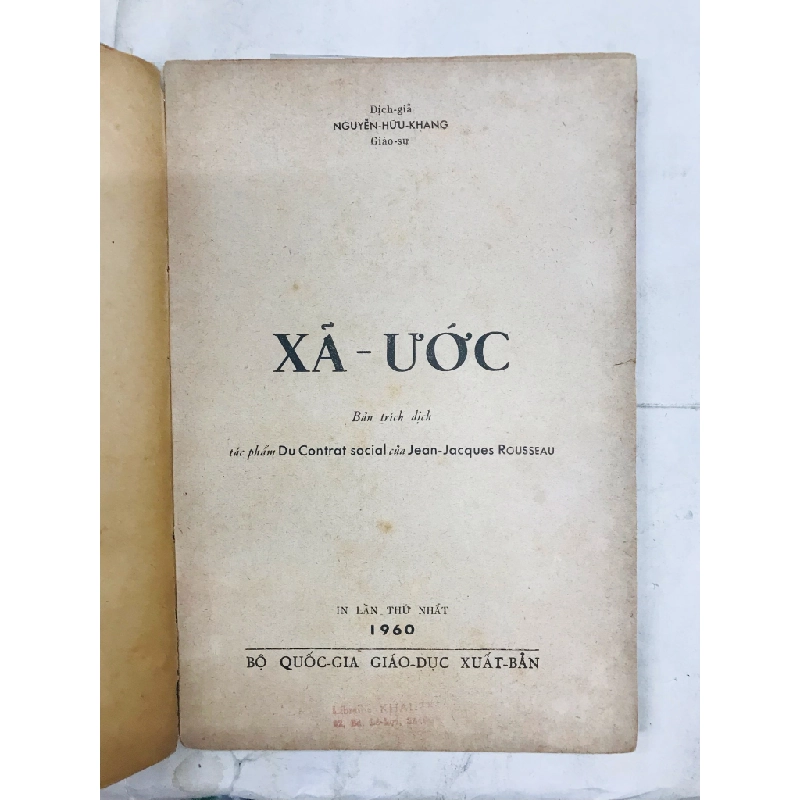 Dịch-giả
NGUYỄN-HỮU-KHANG
Giáo-sư
XÃ - ƯỚC
Bản trích dịch
tác phẩm Du Contrat social của Jean-Jacques ROUSSEAU
IN LẦN THỨ NHẤT
1960
BỘ QUỐC-GIA GIÁO-DỤC XUẤT-BẢN